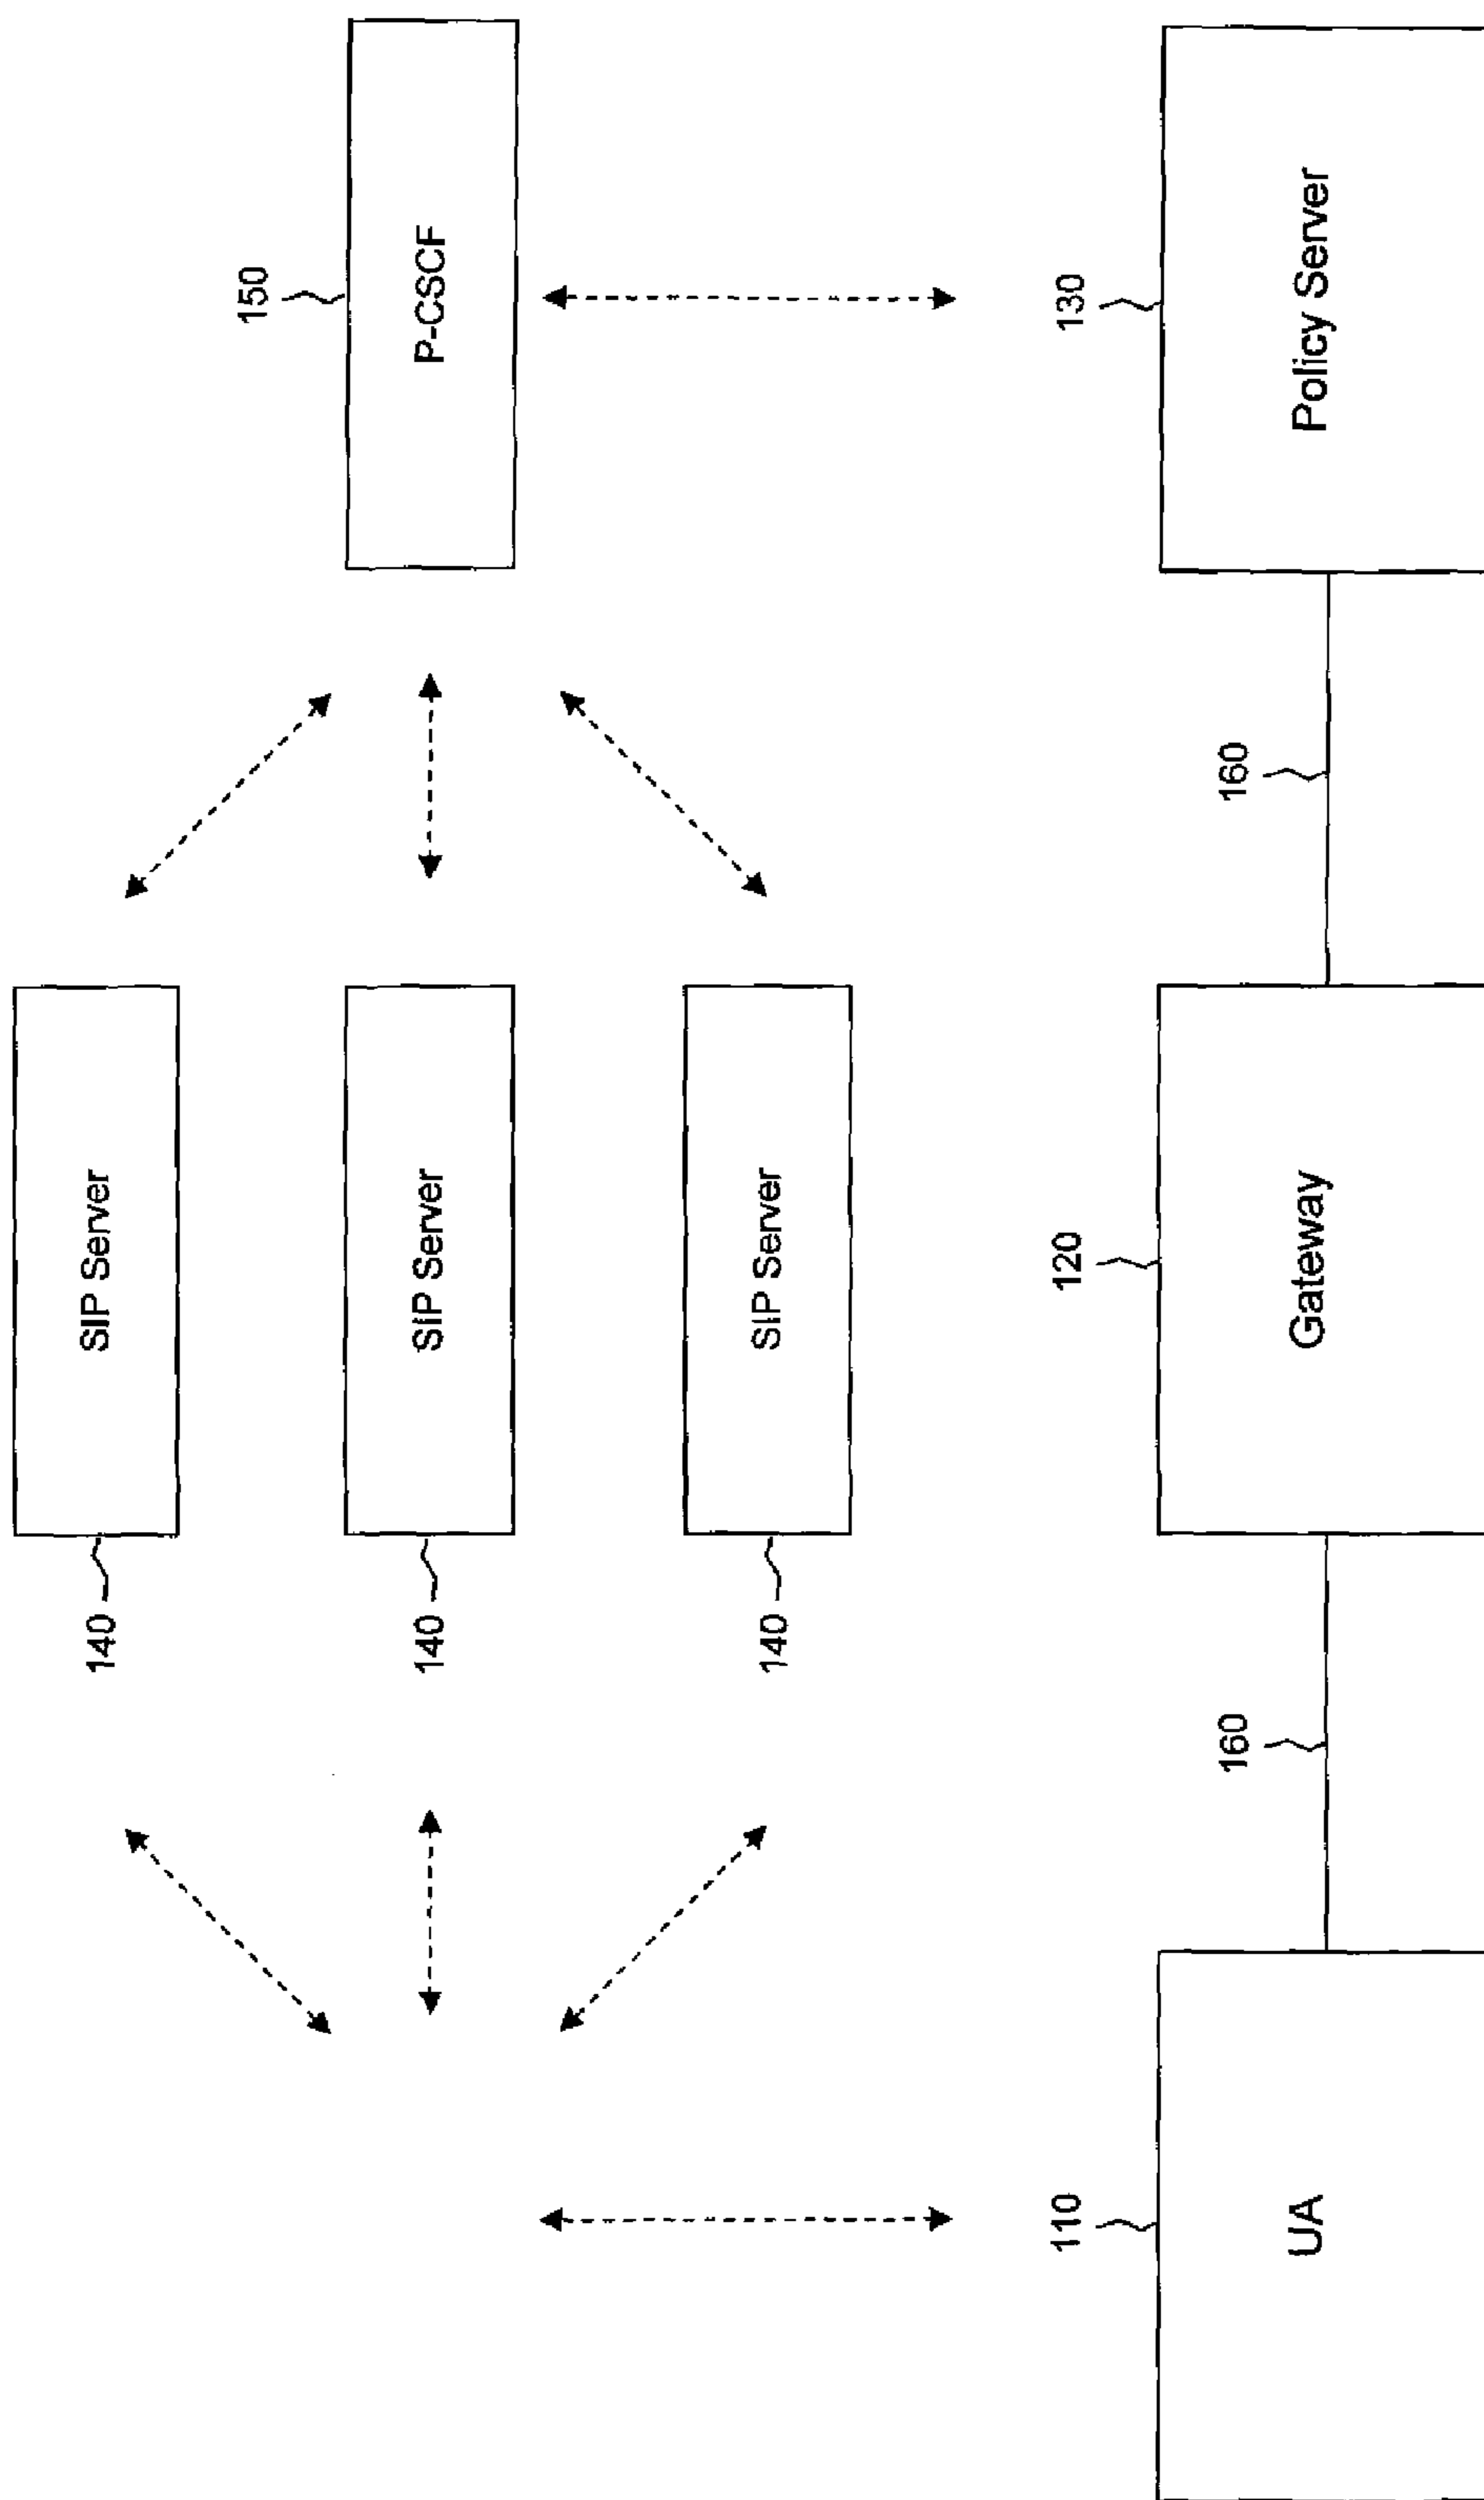 140
SIP Server
150
140
SIP Server
P-CSCF
140
SIP Server
110
120
130
160
160
UA
Gateway
Policy Server